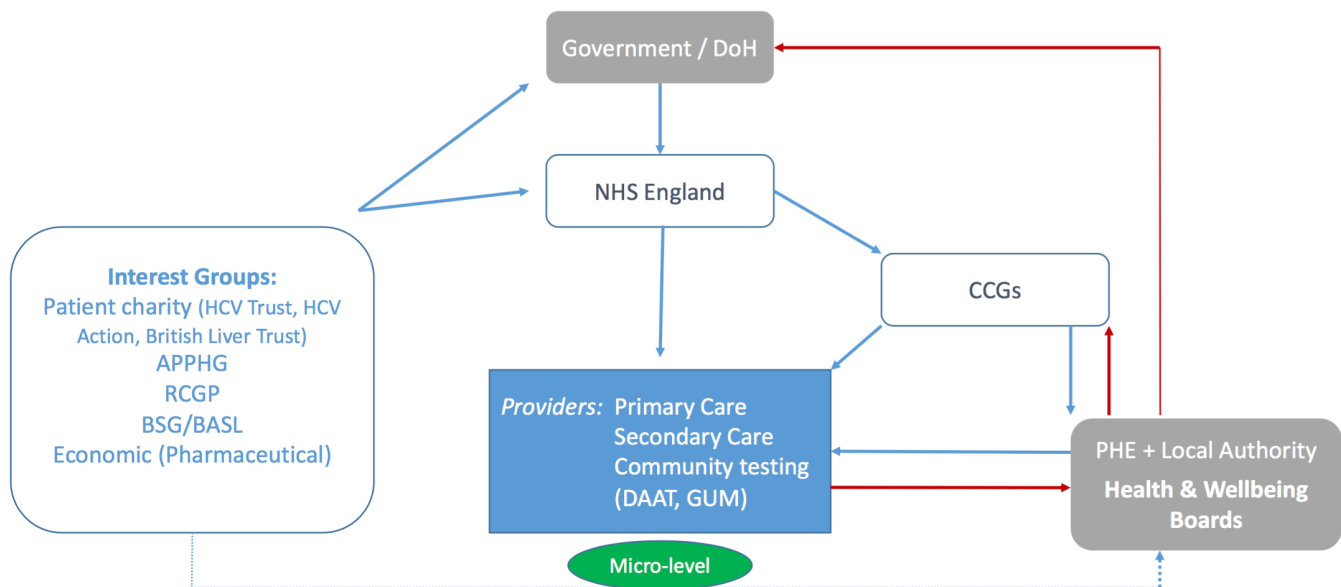 Government / DoH
NHS England
CCGs
Interest Groups:
Patient charity (HCV Trust, HCV
Action, British Liver Trust)
APPHG
RCGP
BSG/BASL
Economic (Pharmaceutical)
Providers: Primary Care
Secondary Care
Community testing
(DAAT, GUM)
PHE + Local Authority
Health & Wellbeing
Boards
Micro-level